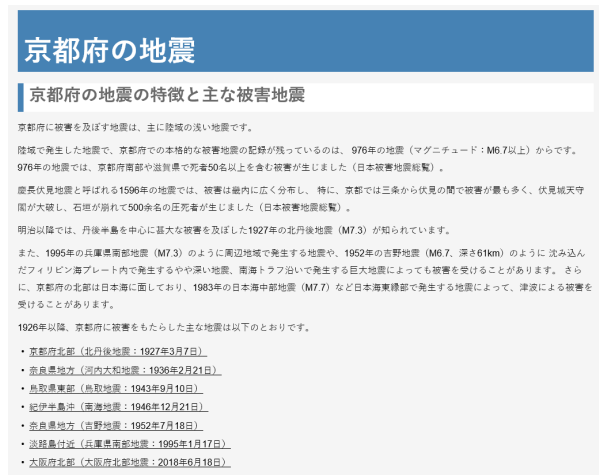 京都府の地震
京都府の地震の特徴と主な被害地震
京都府に被害を及ぼす地震は、主に陸域の浅い地震です。
陸域で発生した地震で、京都府での本格的な被害地震の記録が残っているのは、 976年の地震（マグニチュード：M6.7以上）からです。
976年の地震では、京都府南部や滋賀県で死者50名以上を含む被害が生じました（日本被害地震総覧）。
慶長伏見地震と呼ばれる1596年の地震では、被害は畿内に広く分布し、 特に、京都では三条から伏見の間で被害が最も多く、伏見城天守
閣が大破し、石垣が崩れて500余名の圧死者が生じました（日本被害地震総覧）。
明治以降では、丹後半島を中心に甚大な被害を及ぼした1927年の北丹後地震（M7.3）が知られています。
また、1995年の兵庫県南部地震（M7.3）のように周辺地域で発生する地震や、1952年の吉野地震（M6.7、深さ61km）のように 沈み込ん
だフィリピン海プレート内で発生するやや深い地震、南海トラフ沿いで発生する巨大地震によっても被害を受けることがあります。 さら
に、京都府の北部は日本海に面しており、1983年の日本海中部地震（M7.7）など日本海東縁部で発生する地震によって、津波による被害を
受けることがあります。
1926年以降、京都府に被害をもたらした主な地震は以下のとおりです。
• 京都府北部（北丹後地震：1927年3月7日）
• 奈良県地方（河内大和地震：1936年2月21日）
• 鳥取県東部（鳥取地震：1943年9月10日）
• 紀伊半島沖（南海地震：1946年12月21日）
• 奈良県地方（吉野地震：1952年7月18日）
• 淡路島付近（兵庫県南部地震：1995年1月17日）
• 大阪府北部（大阪府北部地震：2018年6月18日）